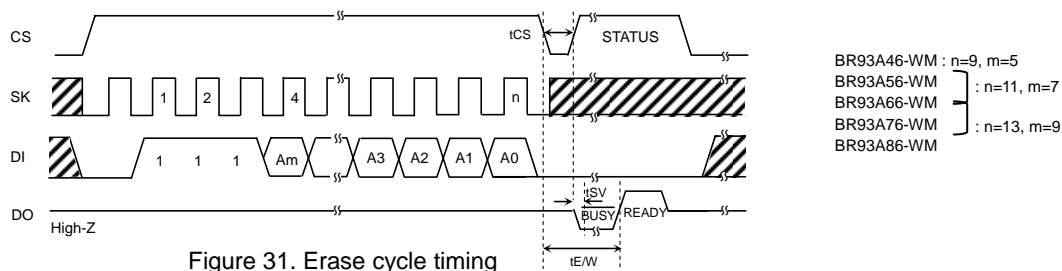 CS
tCS
STATUS
SK
1
2
4
n
DI
1 1 1
Am
A3
A2
A1
A0
tSV
DO
BUSY
READY
High-Z
tE/W
Figure 31. Erase cycle timing
BR93A46-WM : n=9, m=5
BR93A56-WM
BR93A66-WM
: n=11, m=7
BR93A76-WM
BR93A86-WM
: n=13, m=9